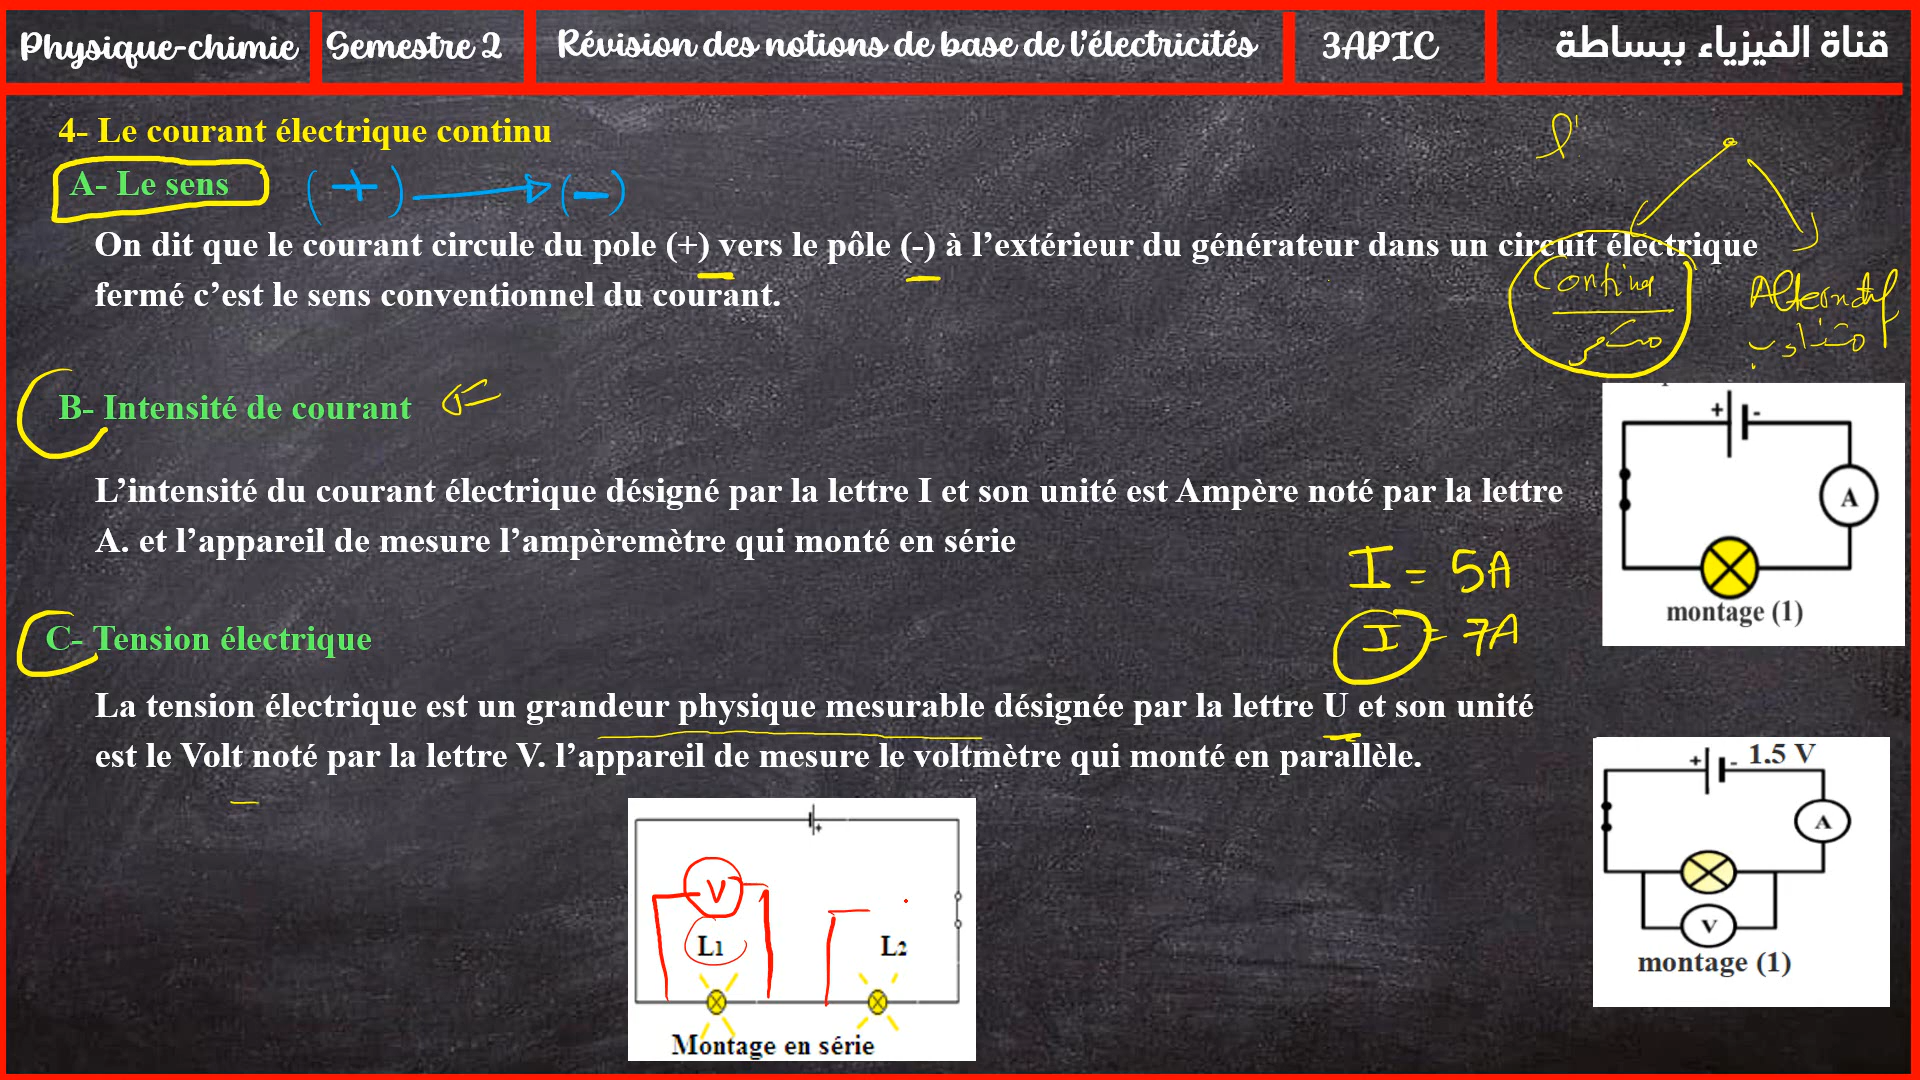 Physique-chimie
Semestre 2
Révision des notions de base de l'électricités
3APIC
قناة الفيزياء ببساطة
4- Le courant électrique continu
A- Le sens
(+) (-)
On dit que le courant circule du pole (+) vers le pôle (-) à l'extérieur du générateur dans un circuit électrique
fermé c'est le sens conventionnel du courant.
Continu
مستمر
Alternatif
متناوب
B- Intensité de courant
L'intensité du courant électrique désigné par la lettre I et son unité est Ampère noté par la lettre
A. et l'appareil de mesure l'ampèremètre qui monté en série
I = 5A
I = 7A
+ -
A
montage (1)
C- Tension électrique
La tension électrique est un grandeur physique mesurable désignée par la lettre U et son unité
est le Volt noté par la lettre V. l'appareil de mesure le voltmètre qui monté en parallèle.
+
V
L1 L2
Montage en série
+ - 1.5 V
A
V
montage (1)